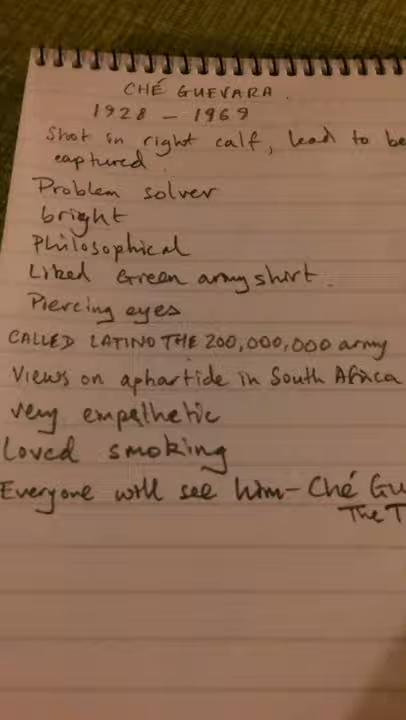 CHÉ GUEVARA.
1928 - 1969
Shot in right calf, lead to be
captured.
Problem solver
bright
Philosophical
Liked Green army shirt.
Piercing eyes
CALLED LATINO THE 200,000,000 army
Views on aphartide in South Africa
very empathetic
Loved smoking
Everyone will see him - Ché Gu
The T